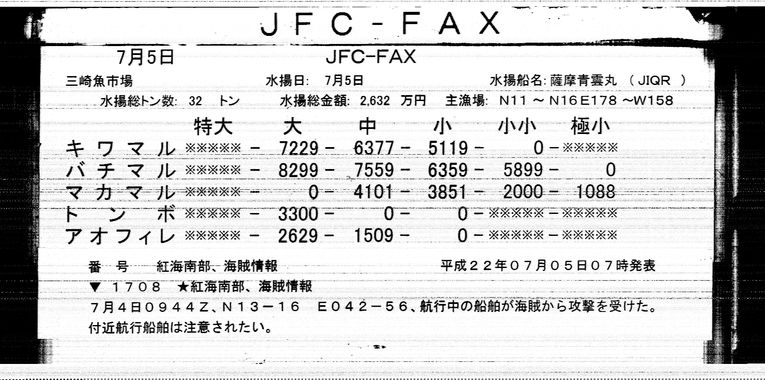 JFC-FAX
7月5日 JFC-FAX
三崎魚市場 水揚日: 7月5日 水揚船名: 薩摩青雲丸 (JIQR )
水揚総トン数: 32 トン 水揚総金額: 2,632 万円 主漁場: N11 ~ N16 E178 ~W158
特大 大 中 小 小小 極小
キワマル ※※※※※ - 7229 - 6377 - 5119 - 0 - ※※※※※
バチマル ※※※※※ - 8299 - 7559 - 6359 - 5899 - 0
マカマル ※※※※※ - 0 - 4101 - 3851 - 2000 - 1088
トンボ ※※※※※ - 3300 - 0 - 0 - ※※※※※ - ※※※※※
アオフィレ ※※※※※ - 2629 - 1509 - 0 - ※※※※※ - ※※※※※
番 号 紅海南部、海賊情報 平成22年07月05日07時発表
▼ 1708 ★紅海南部、海賊情報
7月4日0944Z、N13-16 E042-56、航行中の船舶が海賊から攻撃を受けた。
付近航行船舶は注意されたい。